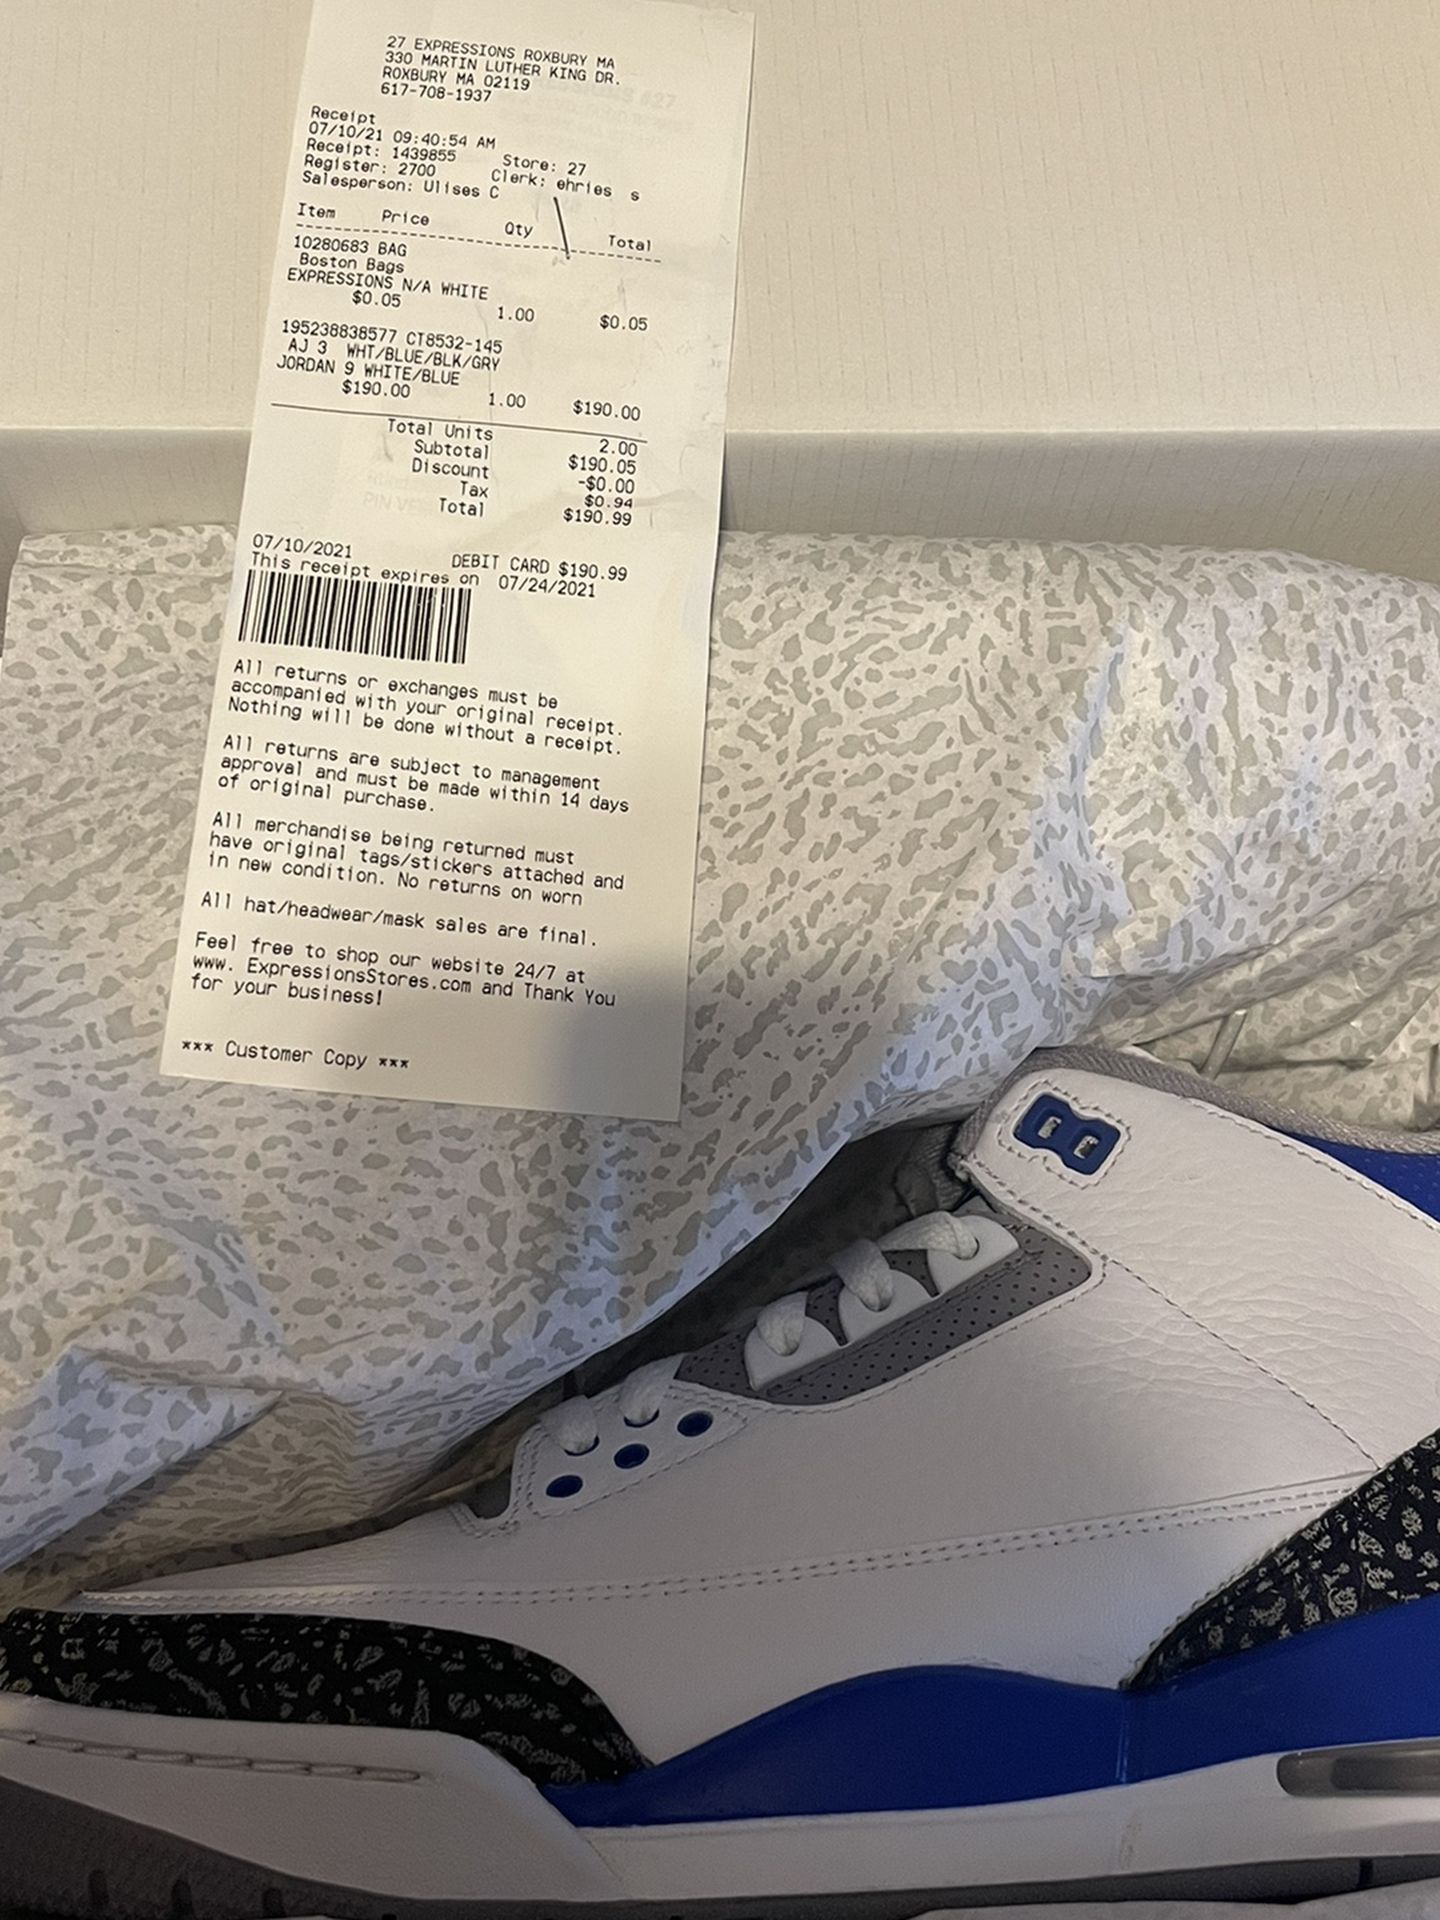 27 EXPRESSIONS ROXBURY MA
330 MARTIN LUTHER KING DR.
ROXBURY MA 02119
617-708-1937
Receipt
07/10/21 09:40:54 AM
Receipt: 1439855 Store: 27
Register: 2700 Clerk: ehries s
Salesperson: Ulises C
Item Price Qty Total
10280683 BAG
Boston Bags
EXPRESSIONS N/A WHITE
$0.05 1.00 $0.05
195238838577 CT8532-145
AJ 3 WHT/BLUE/BLK/GRY
JORDAN 9 WHITE/BLUE
$190.00 1.00 $190.00
Total Units 2.00
Subtotal $190.05
Discount -$0.00
Tax $0.94
Total $190.99
07/10/2021 DEBIT CARD $190.99
This receipt expires on 07/24/2021
All returns or exchanges must be
accompanied with your original receipt.
Nothing will be done without a receipt.
All returns are subject to management
approval and must be made within 14 days
of original purchase.
All merchandise being returned must
have original tags/stickers attached and
in new condition. No returns on worn
All hat/headwear/mask sales are final.
Feel free to shop our website 24/7 at
www. ExpressionsStores.com and Thank You
for your business!
*** Customer Copy ***